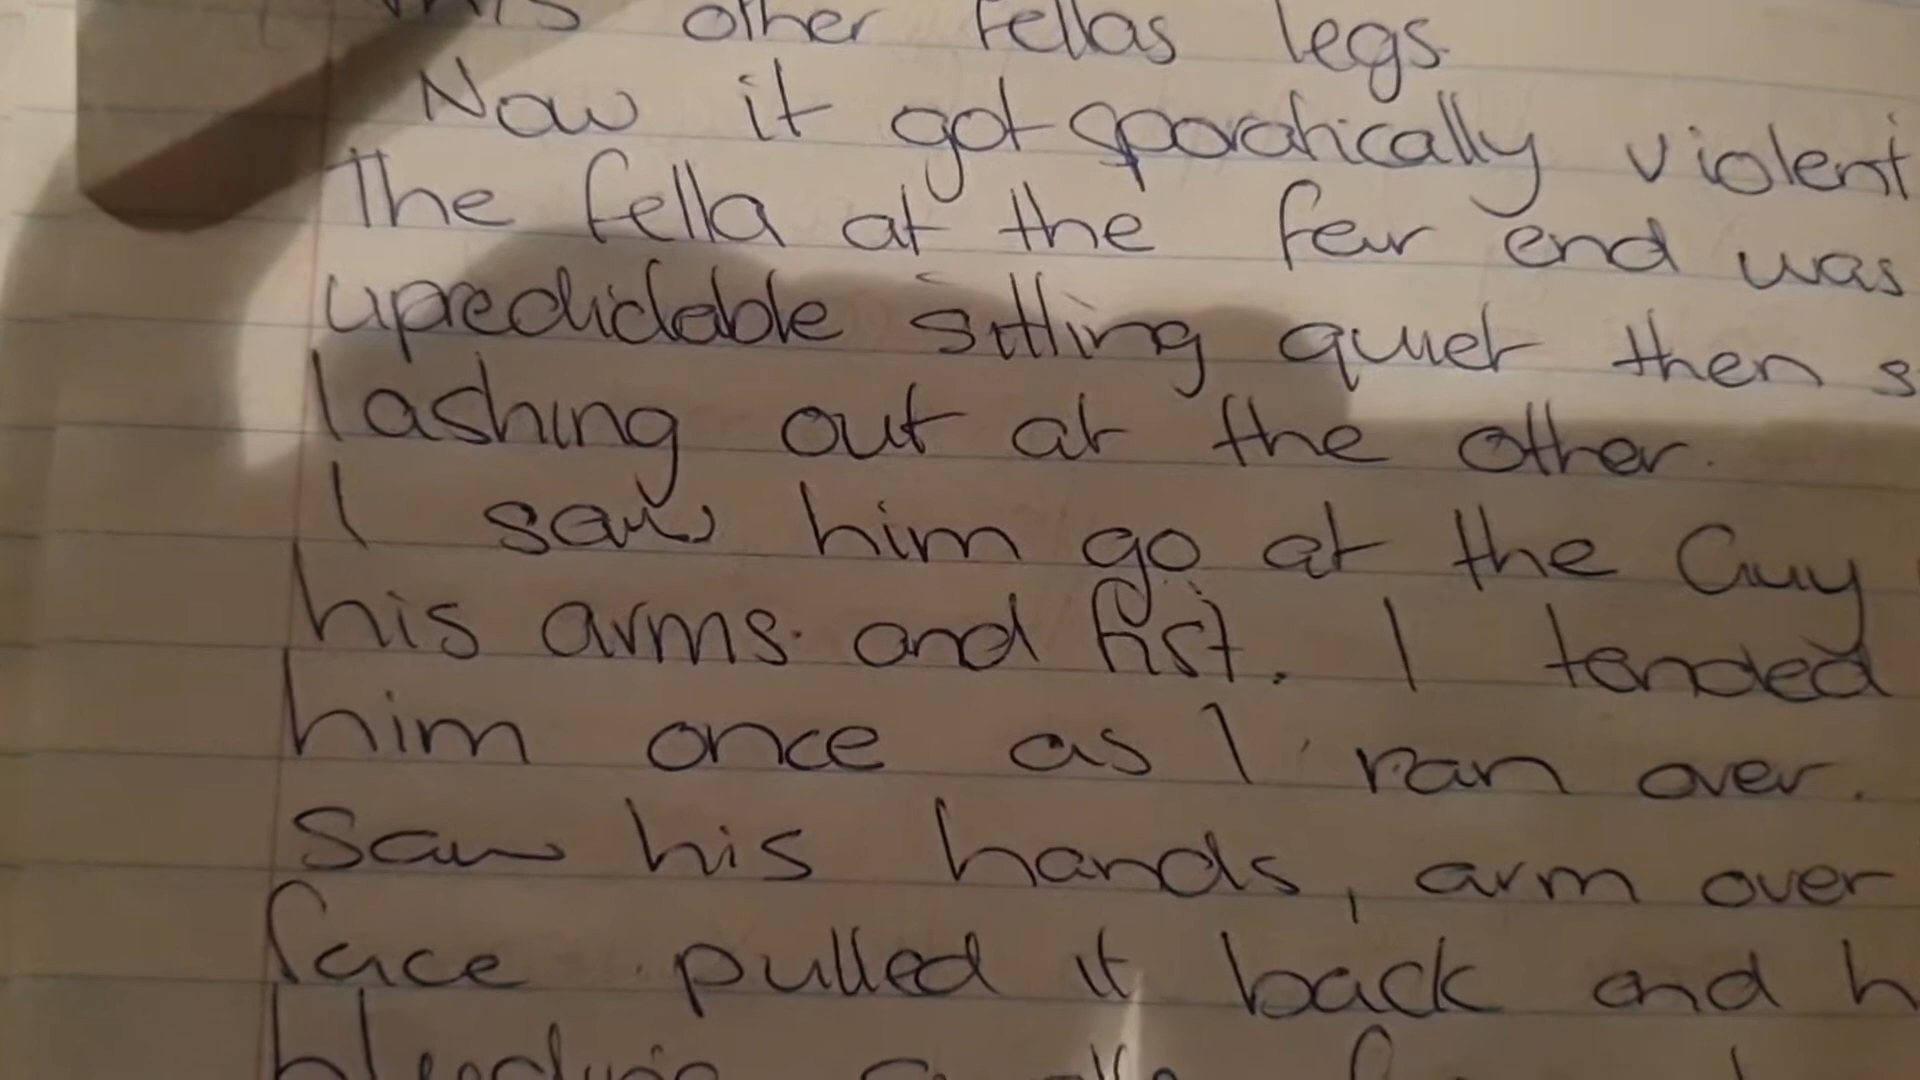 this other fellas legs.
Now it got sporadically violent
The fella at the far end was
upredictable sitting quiet then s
lashing out at the other.
I saw him go at the Guy
his arms and fist. I tended
him once as I ran over.
Saw his hands, arm over
face pulled it back and h